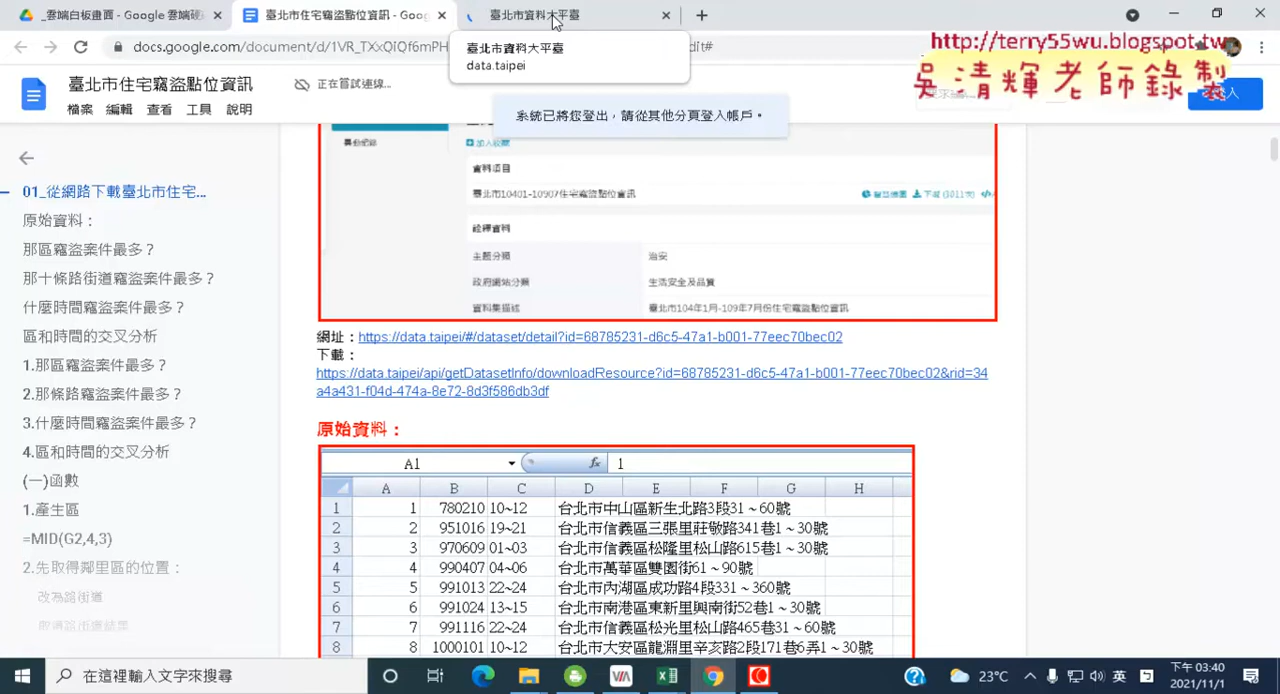 _雲端白板畫面 - Google 雲端硬
臺北市住宅竊盜點位資訊 - Goog
臺北市資料大平臺
docs.google.com/document/d/1VR_TXxQIQf6mPH
臺北市資料大平臺
data.taipei
dit#
http://terry55wu.blogspot.tw
吳清輝老師錄製
臺北市住宅竊盜點位資訊
正在嘗試連線...
檔案 編輯 查看 工具 說明
系統已將您登出，請從其他分頁登入帳戶。
加入收藏
資料項目
臺北市10401-10907住宅竊盜點位資訊
下載 (3011次)
詮釋資料
主題分類 治安
政府網站分類 生活安全及品質
資料集描述 臺北市104年1月-109年7月份住宅竊盜點位資訊
01_從網路下載臺北市住宅...
原始資料：
那區竊盜案件最多？
那十條路街道竊盜案件最多？
什麼時間竊盜案件最多？
區和時間的交叉分析
1.那區竊盜案件最多？
2.那條路竊盜案件最多？
3.什麼時間竊盜案件最多？
4.區和時間的交叉分析
(一)函數
1.產生區
=MID(G2,4,3)
2.先取得鄰里區的位置：
改為路街道
網址：https://data.taipei/#/dataset/detail?id=68785231-d6c5-47a1-b001-77eec70bec02
下載：
https://data.taipei/api/getDatasetInfo/downloadResource?id=68785231-d6c5-47a1-b001-77eec70bec02&rid=34
a4a431-f04d-474a-8e72-8d3f586db3df
原始資料：
A1 fx 1
A B C D E F G H
1 1 780210 10~12 台北市中山區新生北路3段31～60號
2 2 951016 19~21 台北市信義區三張里莊敬路341巷1～30號
3 3 970609 01~03 台北市信義區松隆里松山路615巷1～30號
4 4 990407 04~06 台北市萬華區雙園街61～90號
5 5 991013 22~24 台北市內湖區成功路4段331～360號
6 6 991024 13~15 台北市南港區東新里興南街52巷1～30號
7 7 991116 22~24 台北市信義區松光里松山路465巷31～60號
8 8 1000101 10~12 台北市大安區龍淵里辛亥路2段171巷6弄1～30號
在這裡輸入文字來搜尋
23°C
英
下午 03:40
2021/11/1